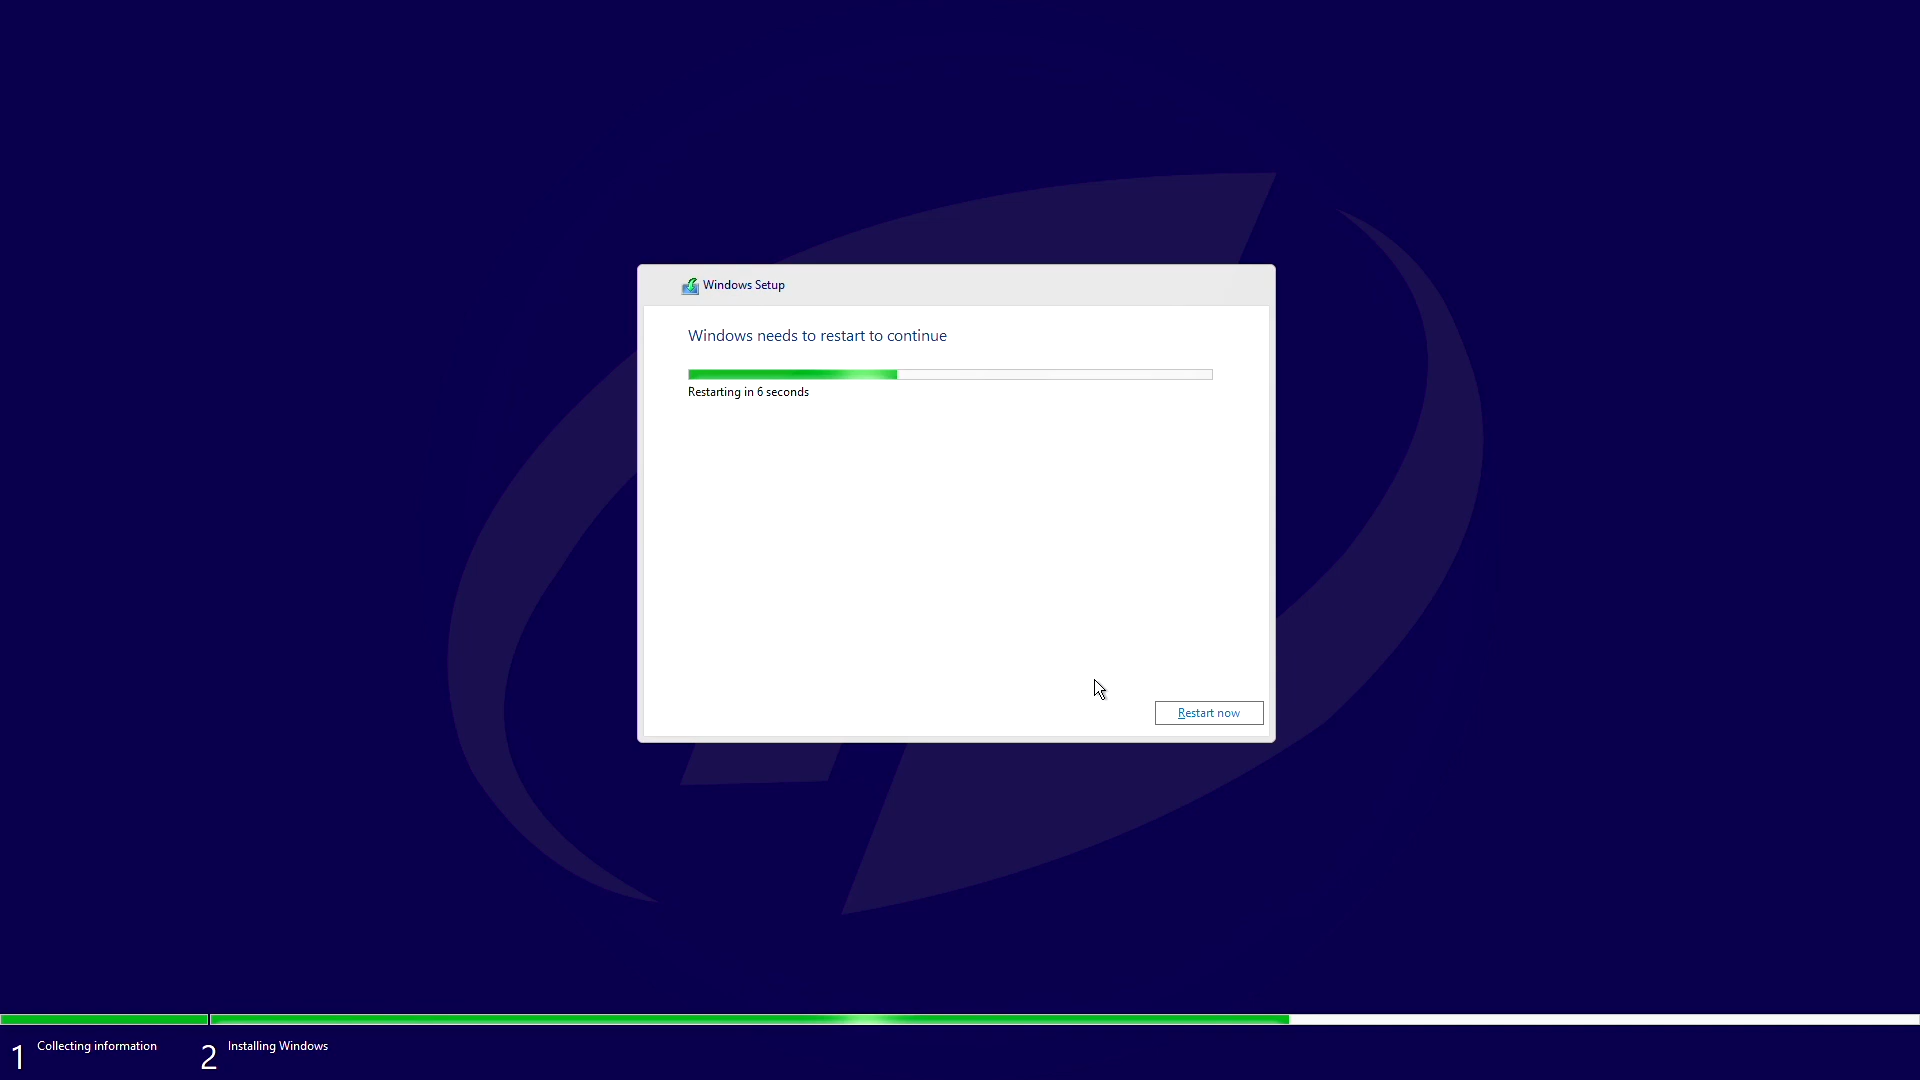 Windows Setup
Windows needs to restart to continue
Restarting in 6 seconds
Restart now
1 Collecting information
2 Installing Windows